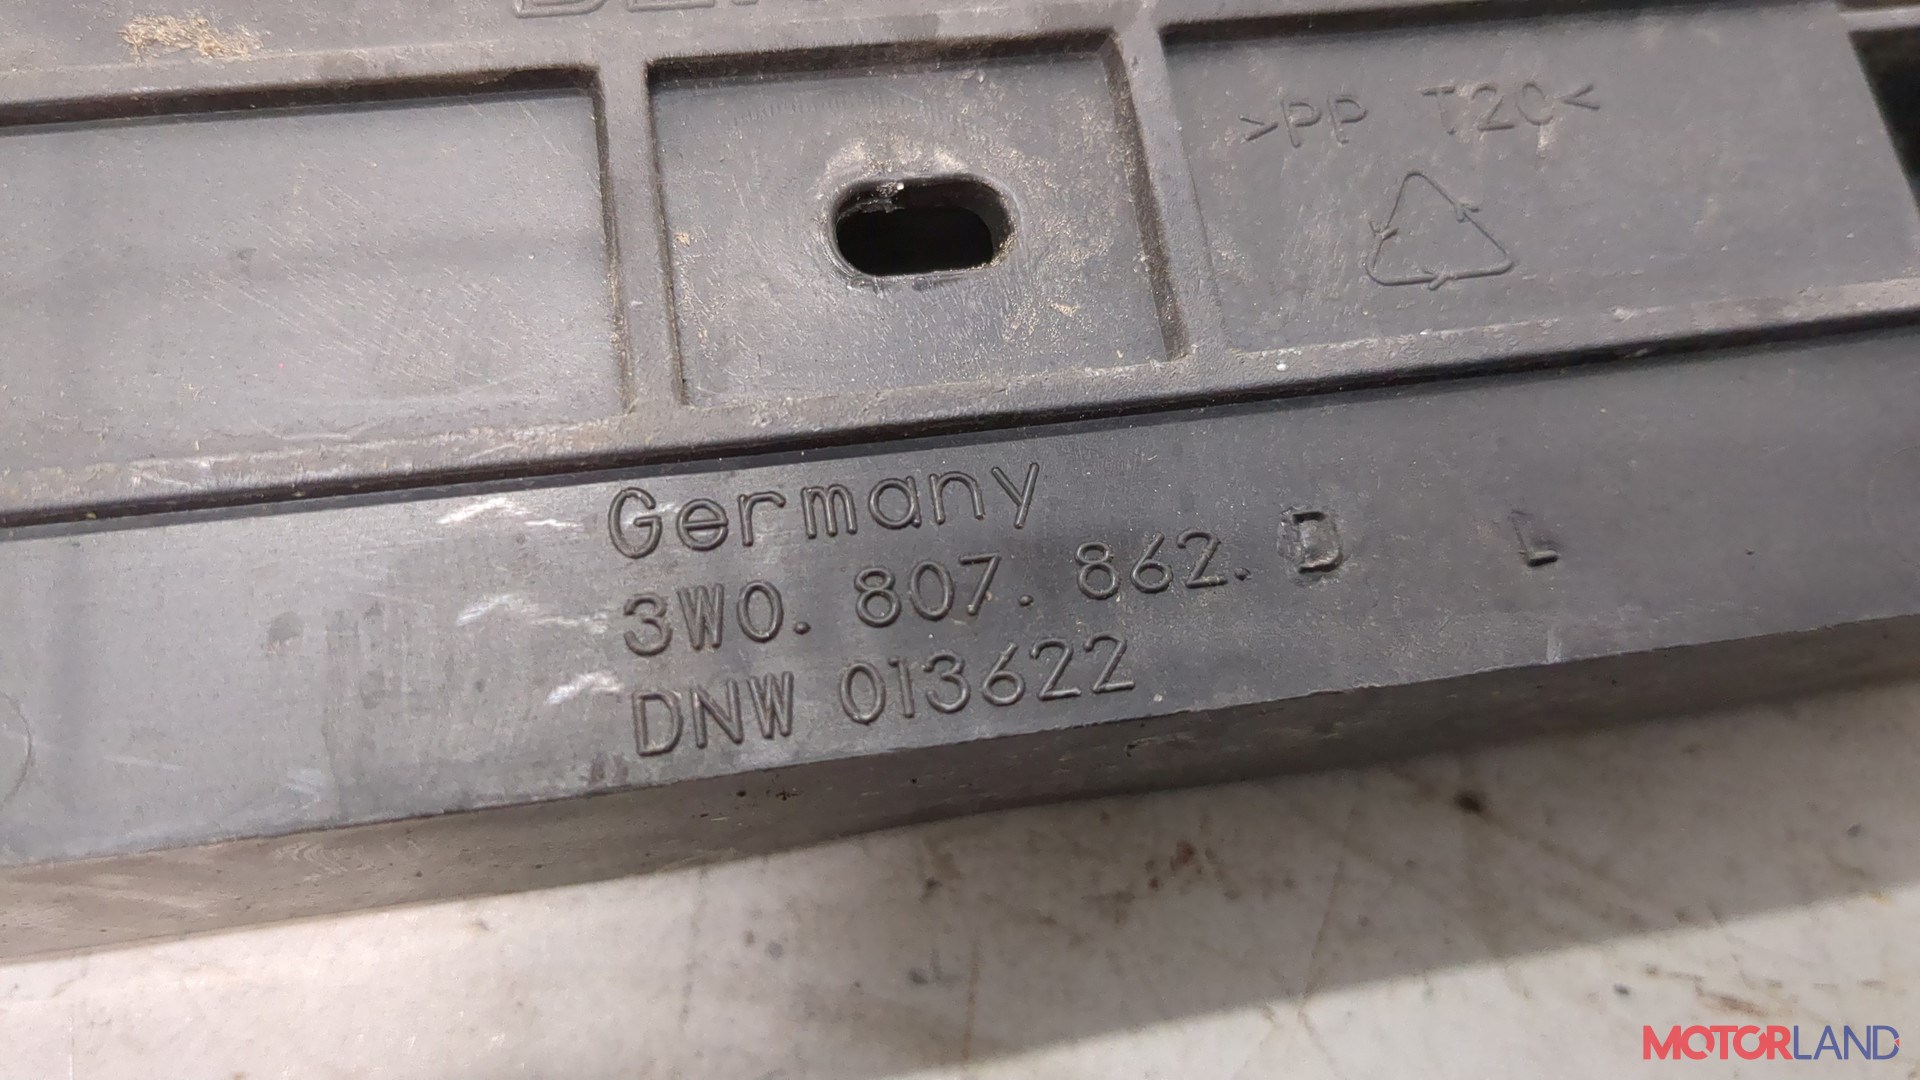 >PP T20<
Germany
3W0. 807. 862. D L
DNW 013622
MOTORLAND